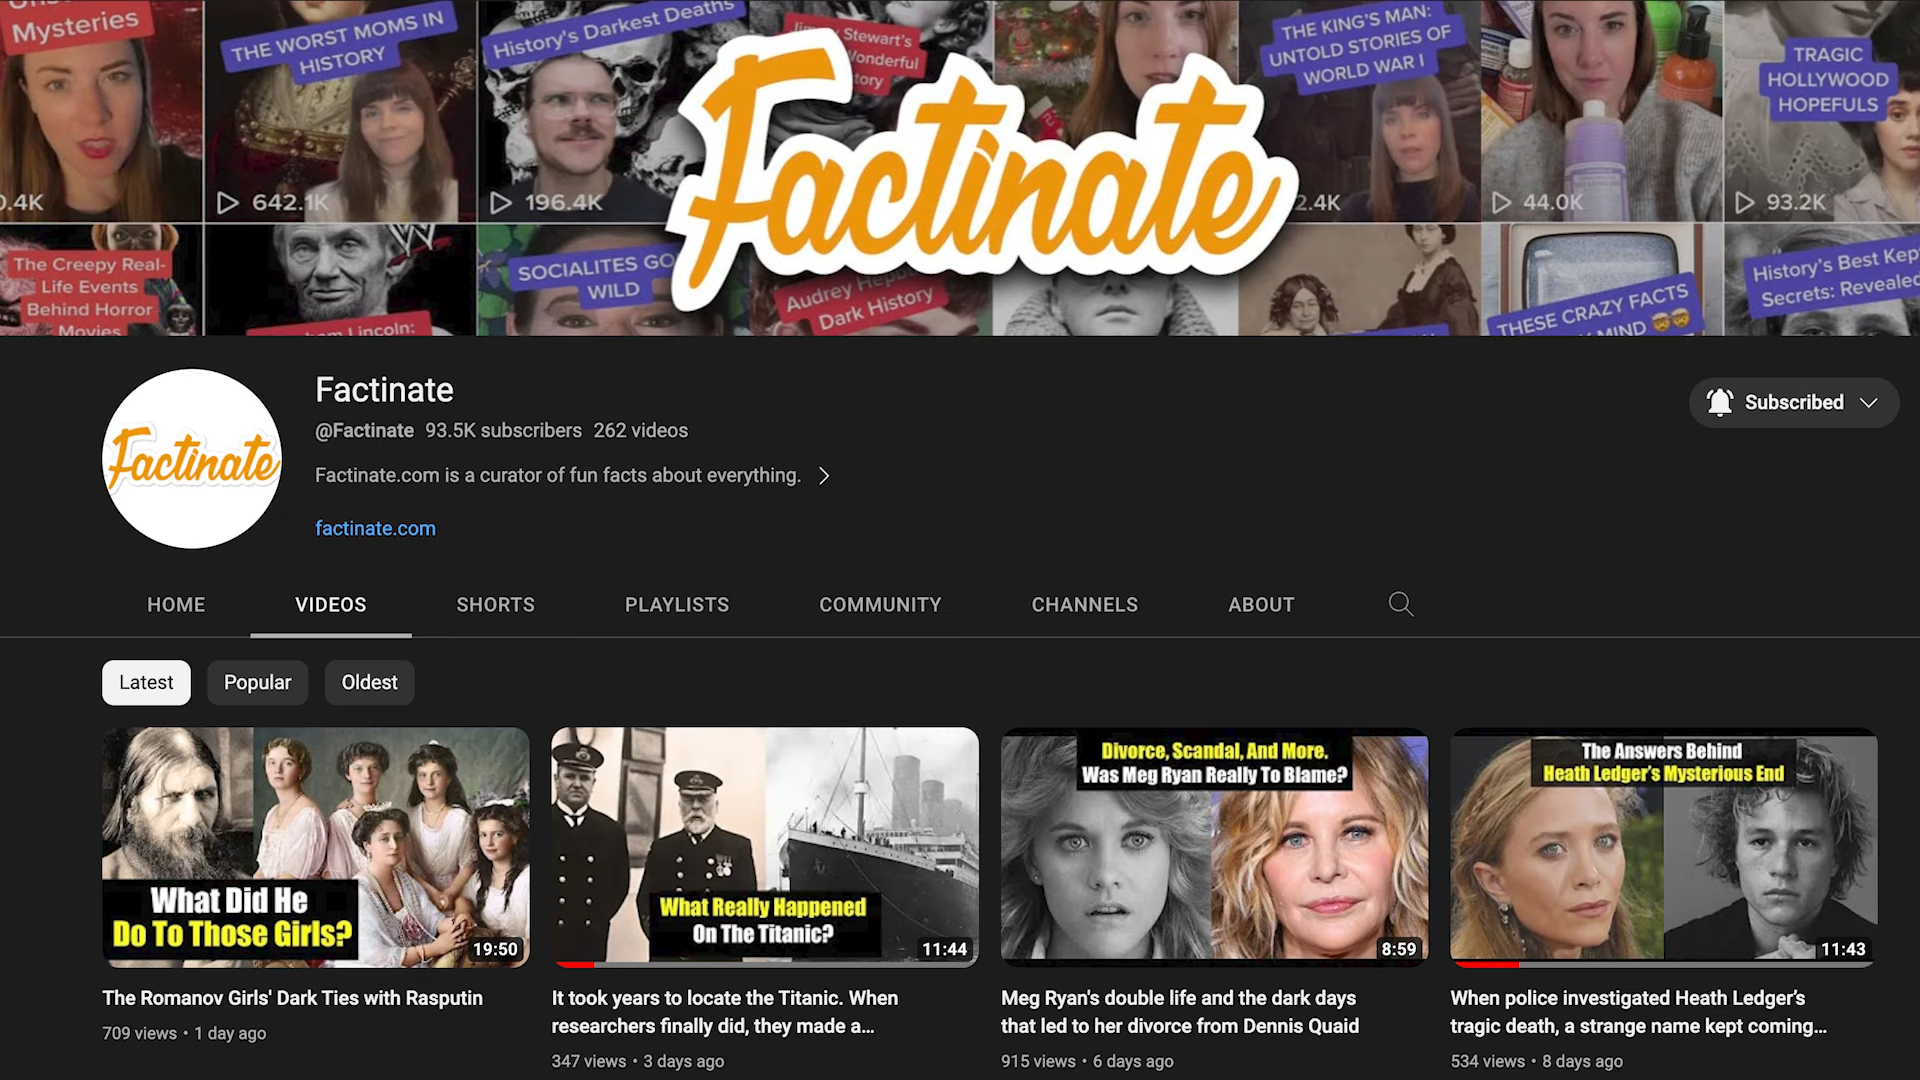 Mysteries
THE WORST MOMS IN
HISTORY
642.1K
History's Darkest Deaths
196.4K
Stewart's
Wonderful
THE KING'S MAN:
UNTOLD STORIES OF
WORLD WAR I
44.0K
TRAGIC
HOLLYWOOD
HOPEFULS
93.2K
Factinate
The Creepy Real-
Life Events
Behind Horror
Movies
Lincoln:
SOCIALITES GO
WILD
Audrey
Dark History
THESE CRAZY FACTS
MIND
History's Best Kept
Secrets: Revealed
Factinate
Factinate
@Factinate 93.5K subscribers 262 videos
Factinate.com is a curator of fun facts about everything.
factinate.com
Subscribed
HOME VIDEOS SHORTS PLAYLISTS COMMUNITY CHANNELS ABOUT
Latest Popular Oldest
What Did He
Do To Those Girls?
19:50
What Really Happened
On The Titanic?
11:44
Divorce, Scandal, And More.
Was Meg Ryan Really To Blame?
8:59
The Answers Behind
Heath Ledger's Mysterious End
11:43
The Romanov Girls' Dark Ties with Rasputin
709 views • 1 day ago
It took years to locate the Titanic. When
researchers finally did, they made a...
347 views • 3 days ago
Meg Ryan's double life and the dark days
that led to her divorce from Dennis Quaid
915 views • 6 days ago
When police investigated Heath Ledger's
tragic death, a strange name kept coming...
534 views • 8 days ago